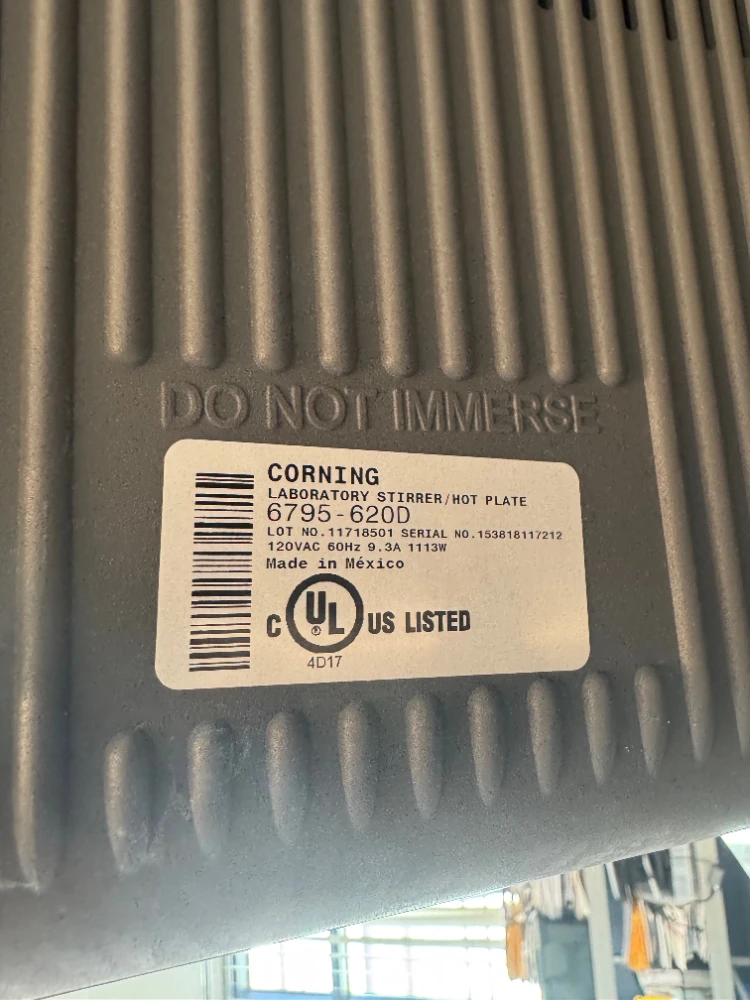 DO NOT IMMERSE
CORNING
LABORATORY STIRRER/HOT PLATE
6795-620D
LOT NO.11718501 SERIAL NO.153818117212
120VAC 60Hz 9.3A 1113W
Made in México
C UL ® US LISTED
4D17